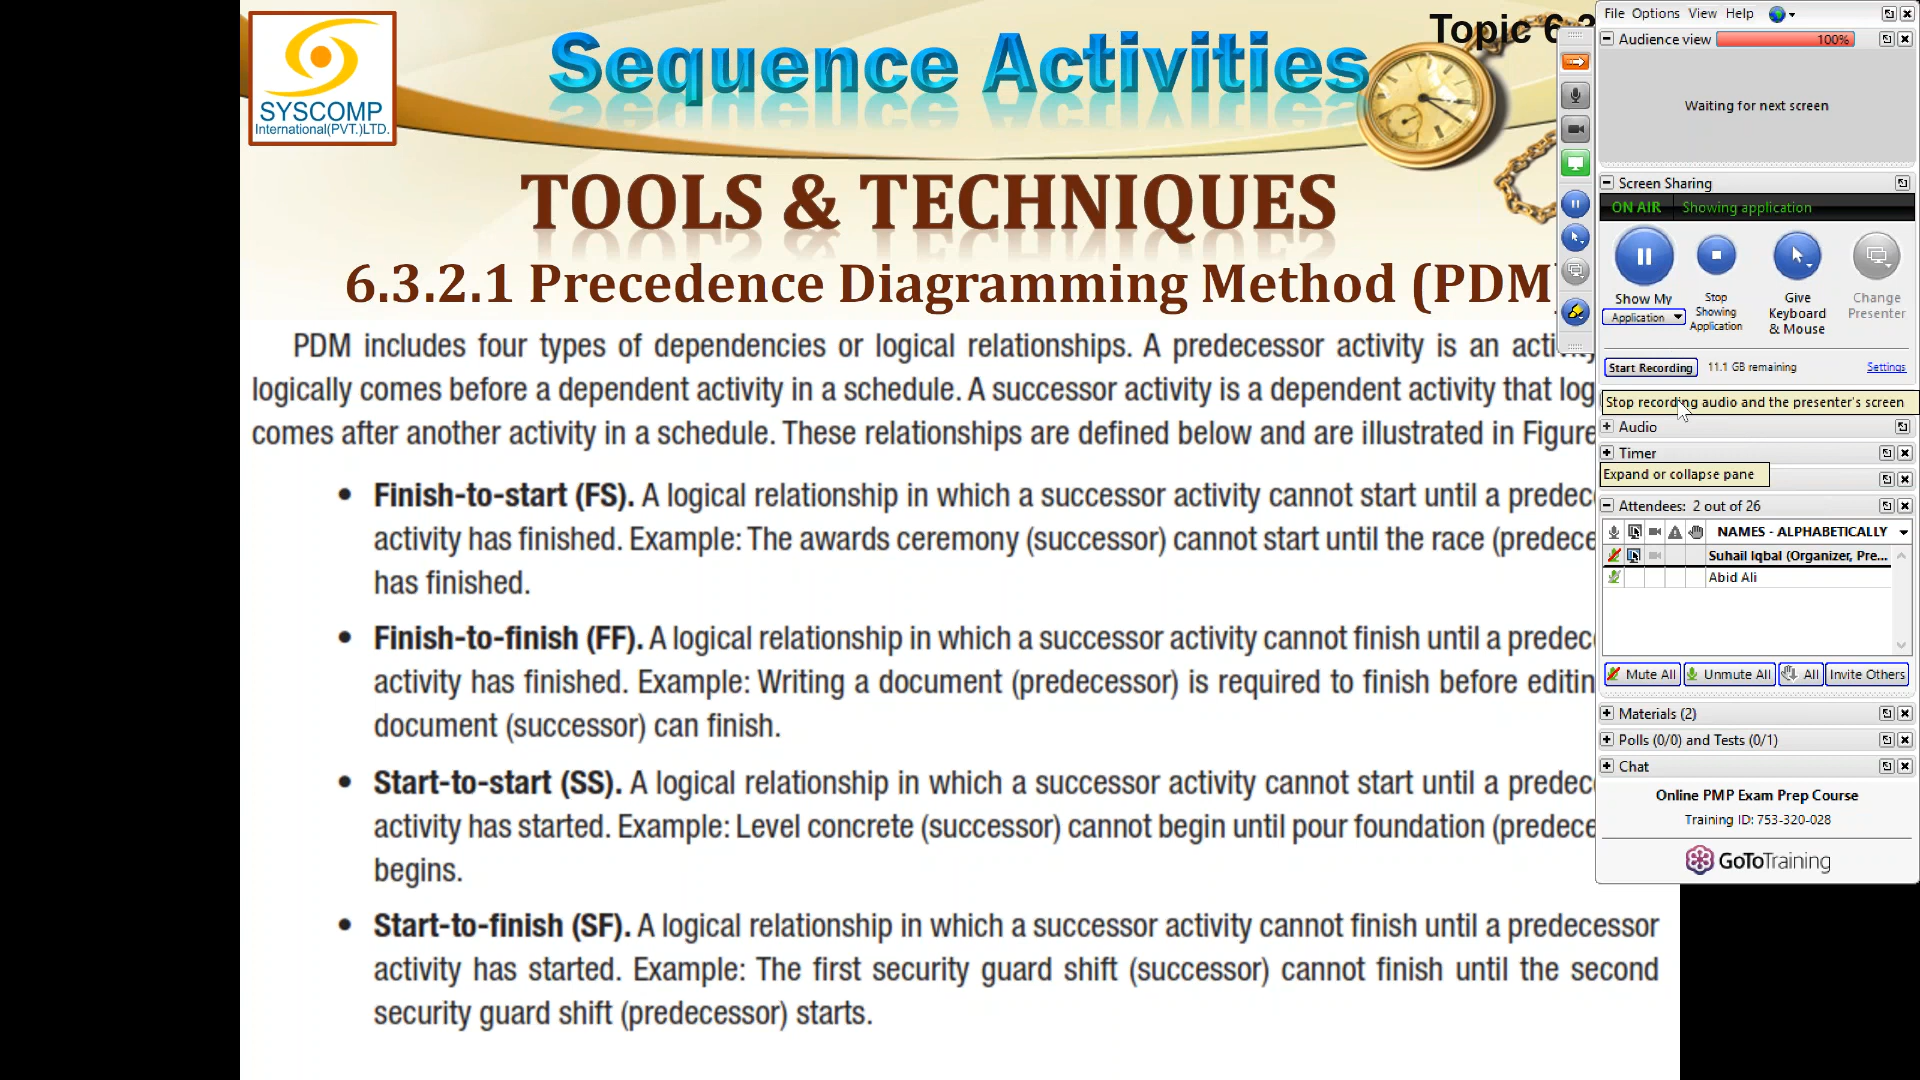 SYSCOMP
International(PVT.)LTD.
Sequence Activities
Topic 6.3
TOOLS & TECHNIQUES
6.3.2.1 Precedence Diagramming Method (PDM)
PDM includes four types of dependencies or logical relationships. A predecessor activity is an
logically comes before a dependent activity in a schedule. A successor activity is a dependent activity that
comes after another activity in a schedule. These relationships are defined below and are illustrated in Figure
• Finish-to-start (FS). A logical relationship in which a successor activity cannot start until a
activity has finished. Example: The awards ceremony (successor) cannot start until the race
has finished.
• Finish-to-finish (FF). A logical relationship in which a successor activity cannot finish until a
activity has finished. Example: Writing a document (predecessor) is required to finish before
document (successor) can finish.
• Start-to-start (SS). A logical relationship in which a successor activity cannot start until a
activity has started. Example: Level concrete (successor) cannot begin until pour foundation
begins.
• Start-to-finish (SF). A logical relationship in which a successor activity cannot finish until a predecessor
activity has started. Example: The first security guard shift (successor) cannot finish until the second
security guard shift (predecessor) starts.
File Options View Help
Audience view 100%
Waiting for next screen
Screen Sharing
ON AIR Showing application
Show My
Application
Stop
Showing
Application
Give
Keyboard
& Mouse
Change
Presenter
Start Recording 11.1 GB remaining Settings
Stop recording audio and the presenter's screen
Audio
Timer
Expand or collapse pane
Attendees: 2 out of 26
NAMES - ALPHABETICALLY
Suhail Iqbal (Organizer, Pre...
Abid Ali
Mute All Unmute All All Invite Others
Materials (2)
Polls (0/0) and Tests (0/1)
Chat
Online PMP Exam Prep Course
Training ID: 753-320-028
GoToTraining